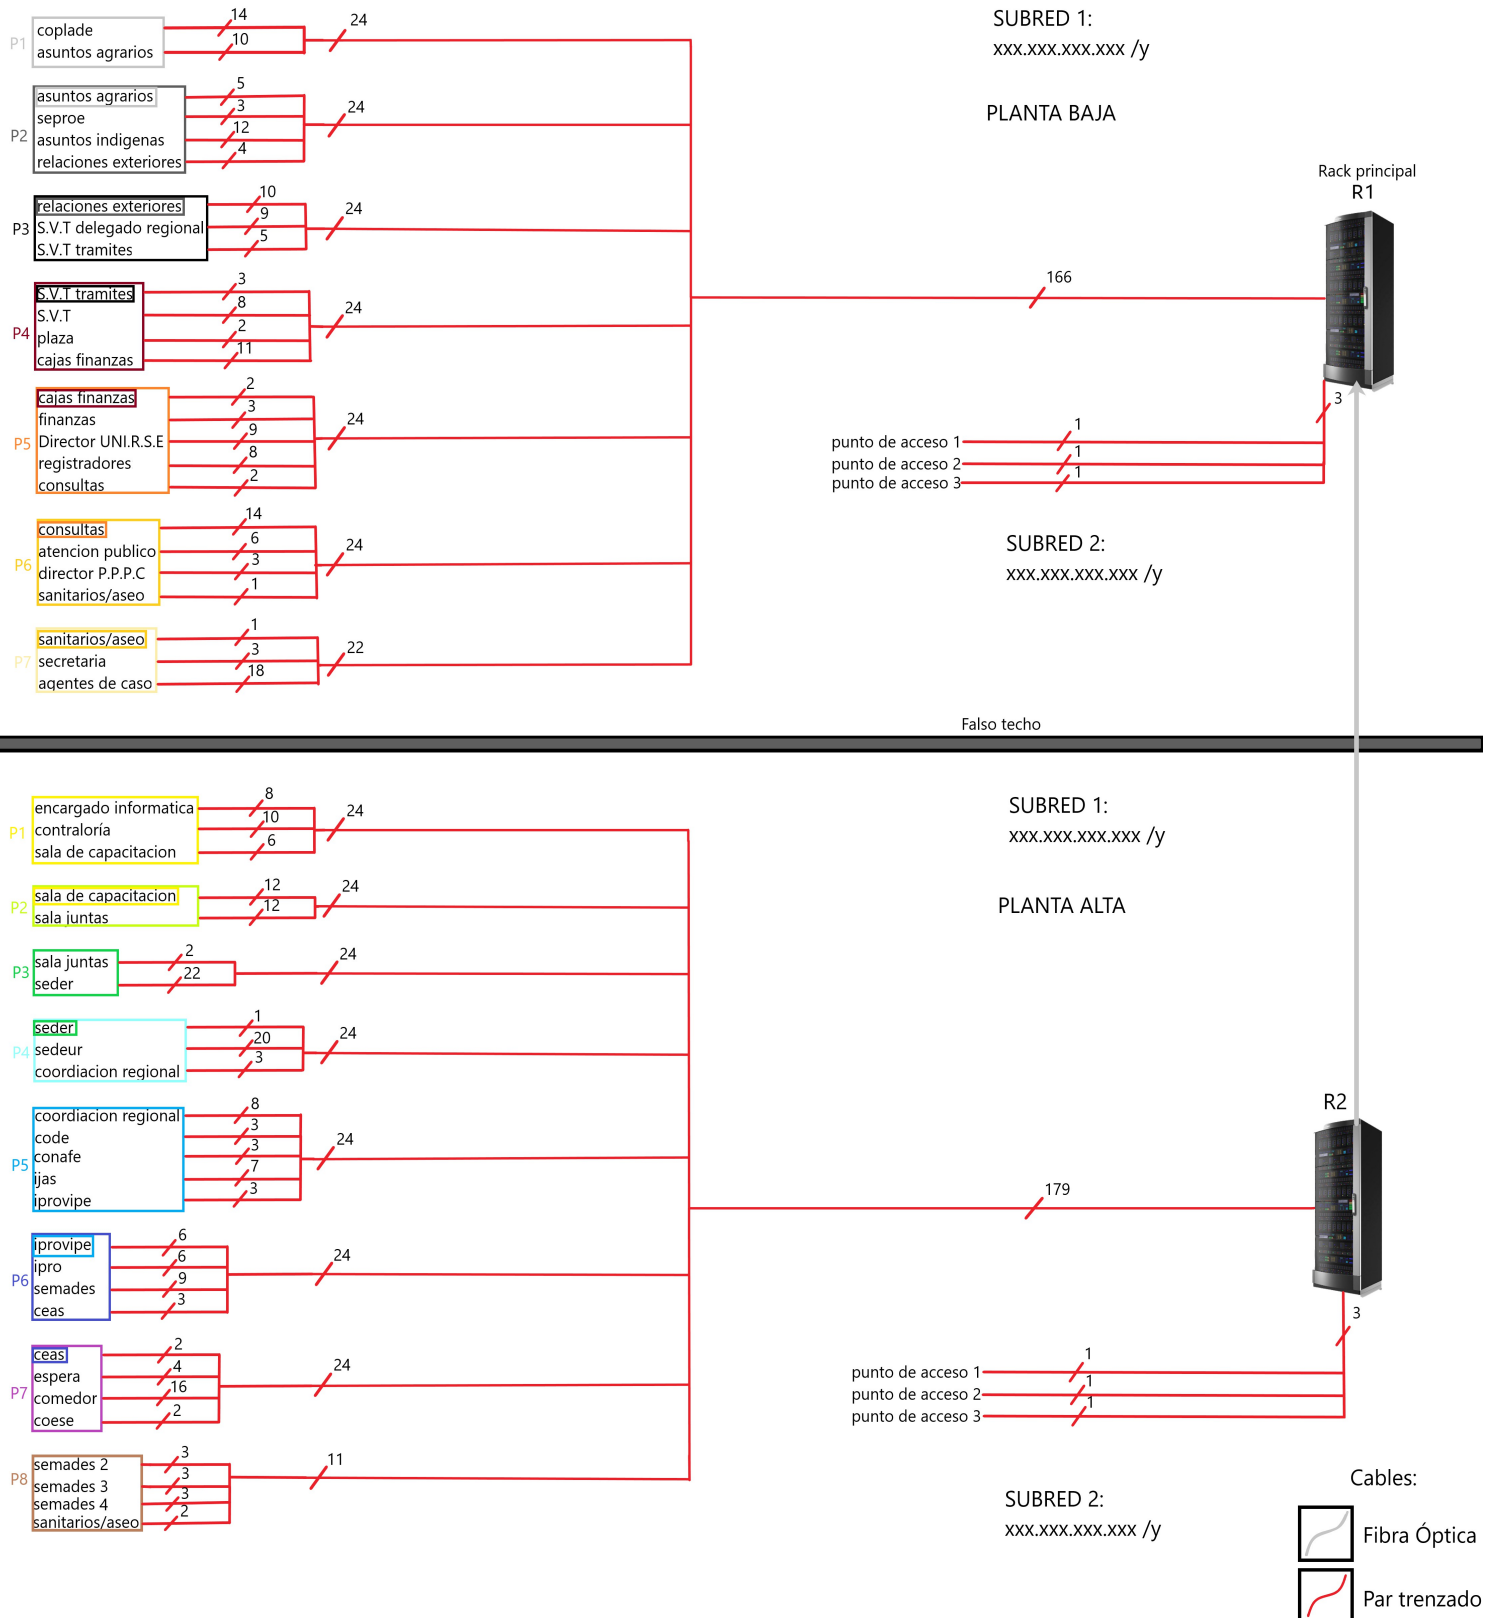 P1
coplade
asuntos agrarios
14
10
24
SUBRED 1:
xxx.xxx.xxx.xxx /y
PLANTA BAJA
P2
asuntos agrarios
seproe
asuntos indigenas
relaciones exteriores
5
3
12
4
24
Rack principal
R1
P3
relaciones exteriores
S.V.T delegado regional
S.V.T tramites
10
9
5
24
P4
S.V.T tramites
S.V.T
plaza
cajas finanzas
3
8
2
11
24
166
P5
cajas finanzas
finanzas
Director UNI.R.S.E
registradores
consultas
2
3
9
8
2
24
3
punto de acceso 1
punto de acceso 2
punto de acceso 3
1
1
1
P6
consultas
atencion publico
director P.P.P.C
sanitarios/aseo
14
6
3
1
24
SUBRED 2:
xxx.xxx.xxx.xxx /y
P7
sanitarios/aseo
secretaria
agentes de caso
1
3
18
22
Falso techo
P1
encargado informatica
contraloría
sala de capacitacion
8
10
6
24
SUBRED 1:
xxx.xxx.xxx.xxx /y
P2
sala de capacitacion
sala juntas
12
12
24
PLANTA ALTA
P3
sala juntas
seder
2
22
24
P4
seder
sedeur
coordiacion regional
1
20
3
24
R2
P5
coordiacion regional
code
conafe
ijas
iprovipe
8
3
3
7
3
24
179
P6
iprovipe
ipro
semades
ceas
6
6
9
3
24
P7
ceas
espera
comedor
coese
2
4
16
2
24
3
punto de acceso 1
punto de acceso 2
punto de acceso 3
1
1
1
P8
semades 2
semades 3
semades 4
sanitarios/aseo
3
3
3
2
11
SUBRED 2:
xxx.xxx.xxx.xxx /y
Cables:
Fibra Óptica
Par trenzado